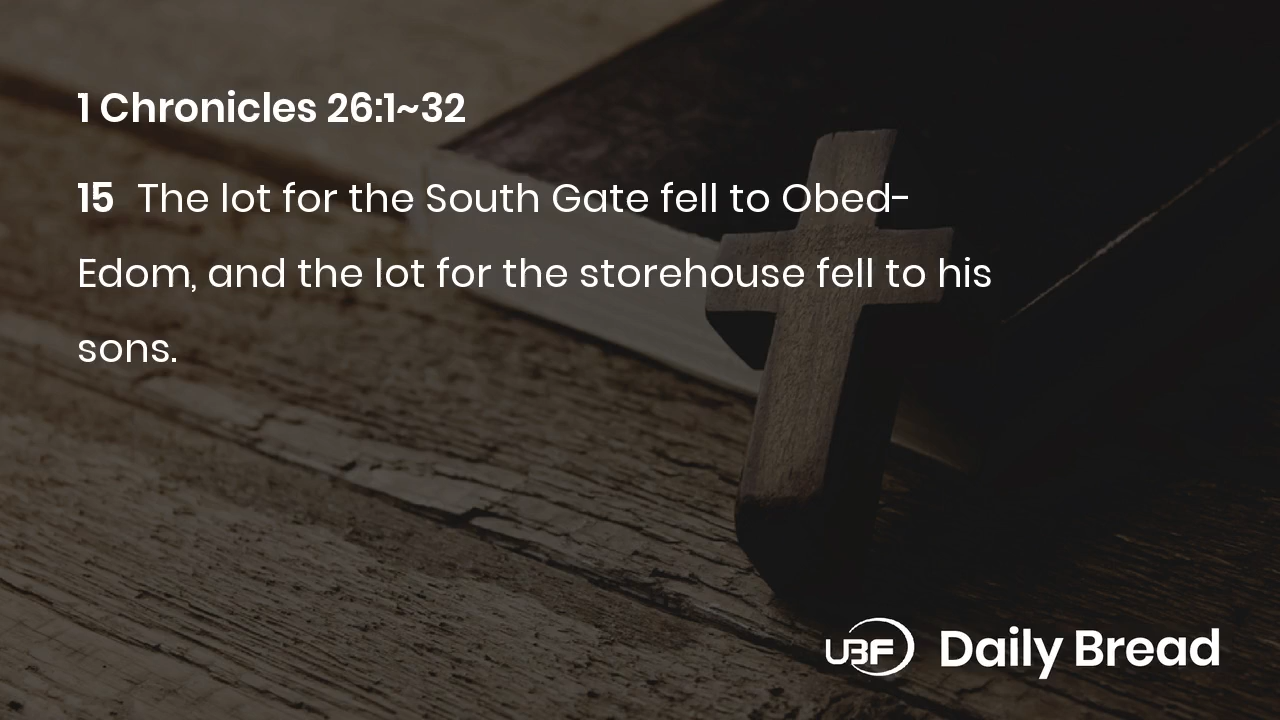 1 Chronicles 26:1~32
15 The lot for the South Gate fell to Obed-
Edom, and the lot for the storehouse fell to his
sons.
UBF Daily Bread